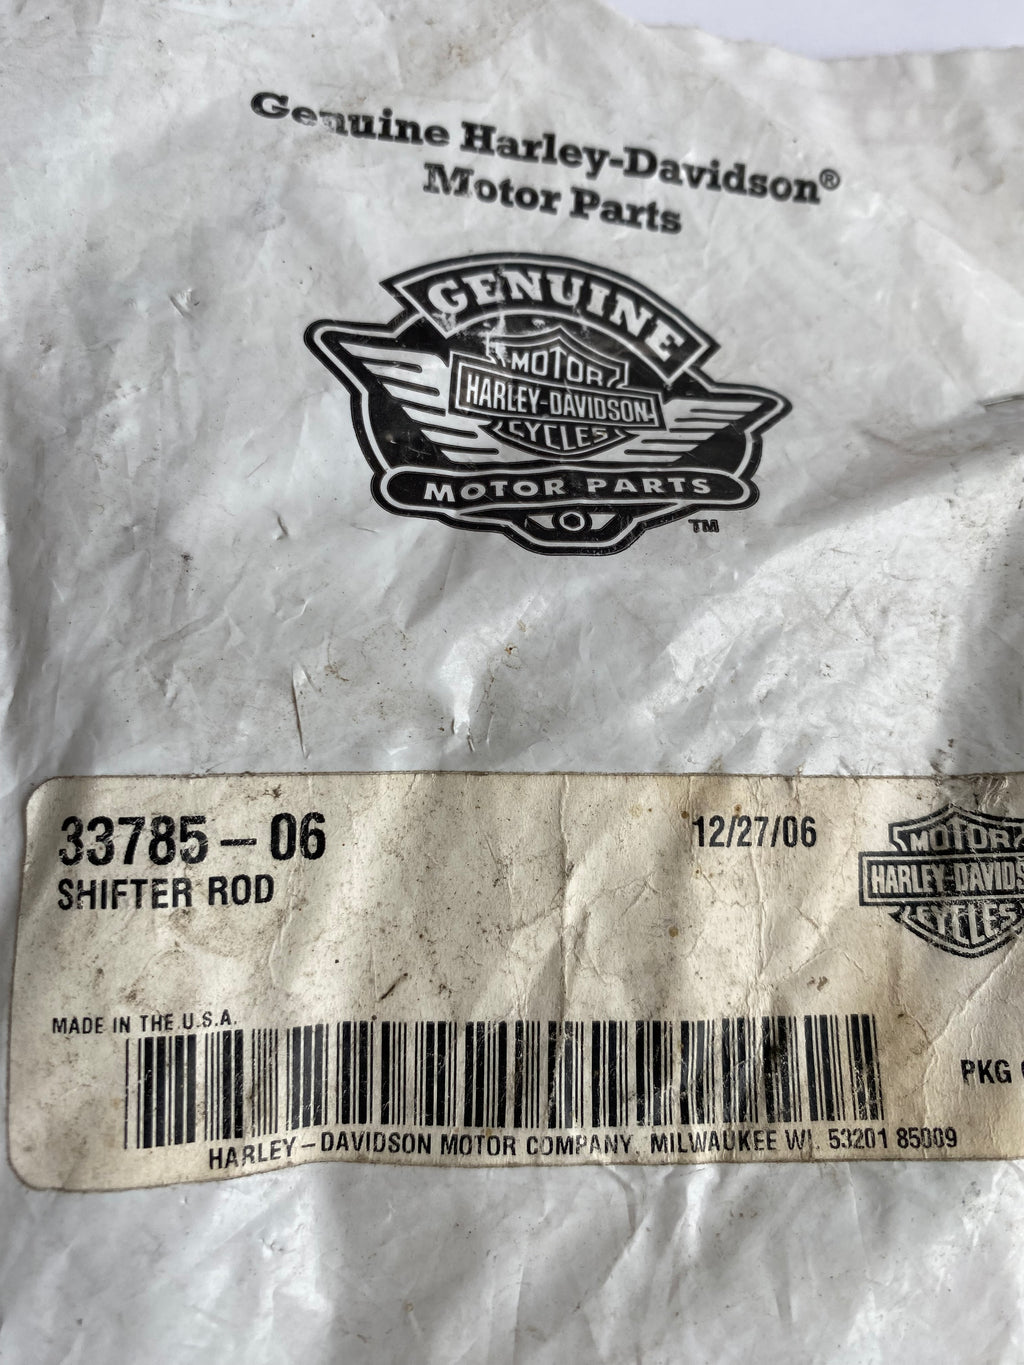 Genuine Harley-Davidson®
Motor Parts
GENUINE
MOTOR
HARLEY-DAVIDSON
CYCLES
MOTOR PARTS
TM
33785-06
12/27/06
SHIFTER ROD
MOTOR
HARLEY-DAVIDS
CYCLES
MADE IN THE U.S.A.
PKG
HARLEY-DAVIDSON MOTOR COMPANY, MILWAUKEE WI. 53201 85009